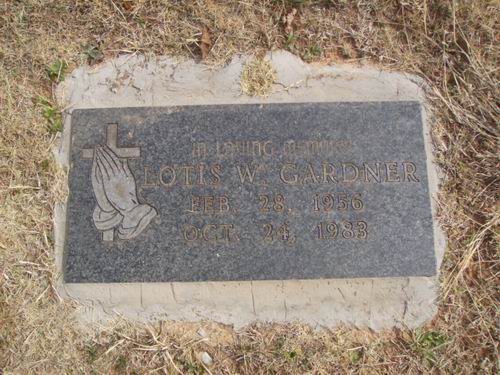 IN LOVING MEMORY
LOTIS W. GARDNER
FEB. 28, 1956
OCT. 24, 1983